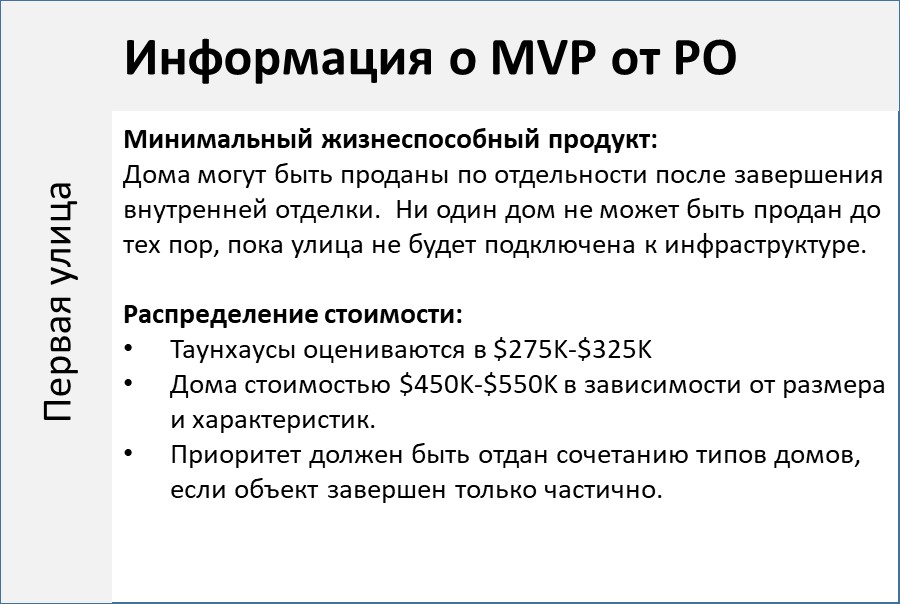 Информация о MVP от PO
Первая улица
Минимальный жизнеспособный продукт:
Дома могут быть проданы по отдельности после завершения
внутренней отделки.  Ни один дом не может быть продан до
тех пор, пока улица не будет подключена к инфраструктуре.
Распределение стоимости:
• Таунхаусы оцениваются в $275K-$325K
• Дома стоимостью $450K-$550K в зависимости от размера
и характеристик.
• Приоритет должен быть отдан сочетанию типов домов,
если объект завершен только частично.